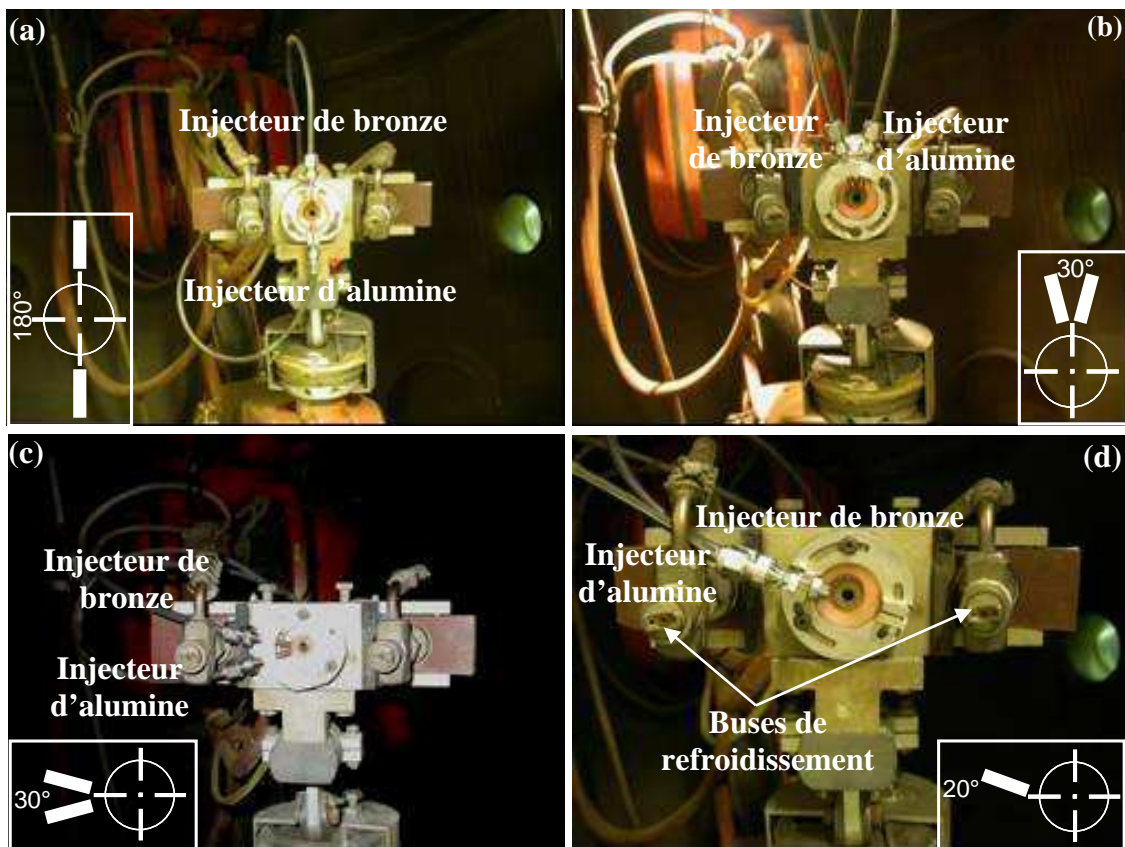 (a)
Injecteur de bronze
Injecteur d'alumine
180°
(b)
Injecteur
de bronze
Injecteur
d'alumine
30°
(c)
Injecteur de
bronze
Injecteur
d'alumine
30°
(d)
Injecteur de bronze
Injecteur
d'alumine
Buses de
refroidissement
20°